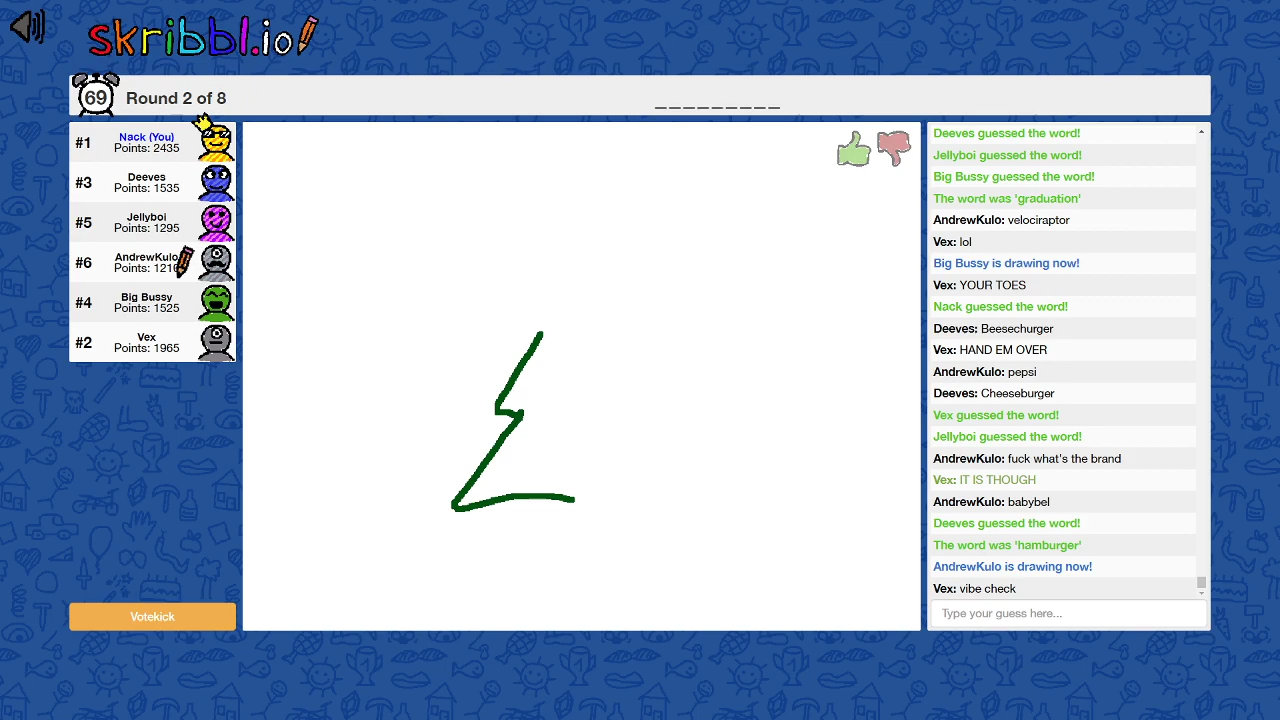 skribbl.io
69
Round 2 of 8
_________
#1
Nack (You)
Points: 2435
#3
Deeves
Points: 1535
#5
Jellyboi
Points: 1295
#6
AndrewKulo
Points: 1210
#4
Big Bussy
Points: 1525
#2
Vex
Points: 1965
Votekick
Deeves guessed the word!
Jellyboi guessed the word!
Big Bussy guessed the word!
The word was 'graduation'
AndrewKulo: velociraptor
Vex: lol
Big Bussy is drawing now!
Vex: YOUR TOES
Nack guessed the word!
Deeves: Beesechurger
Vex: HAND EM OVER
AndrewKulo: pepsi
Deeves: Cheeseburger
Vex guessed the word!
Jellyboi guessed the word!
AndrewKulo: fuck what's the brand
Vex: IT IS THOUGH
AndrewKulo: babybel
Deeves guessed the word!
The word was 'hamburger'
AndrewKulo is drawing now!
Vex: vibe check
Type your guess here...